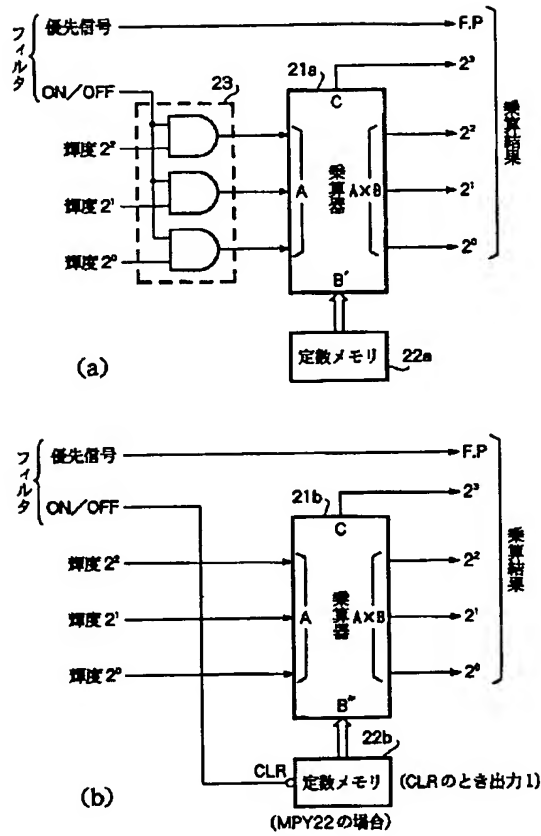 フィルタ
優先信号
F.P
ON/OFF
23
21a
2³
C
輝度 2²
2²
輝度 2¹
A
乗算器
A×B
2¹
輝度 2⁰
2⁰
乗算結果
B'
定数メモリ
22a
(a)
フィルタ
優先信号
F.P
ON/OFF
21b
2³
C
輝度 2²
2²
輝度 2¹
A
乗算器
A×B
2¹
輝度 2⁰
2⁰
乗算結果
B"
22b
CLR
定数メモリ
(CLRのとき出力1)
(b)
(MPY22の場合)